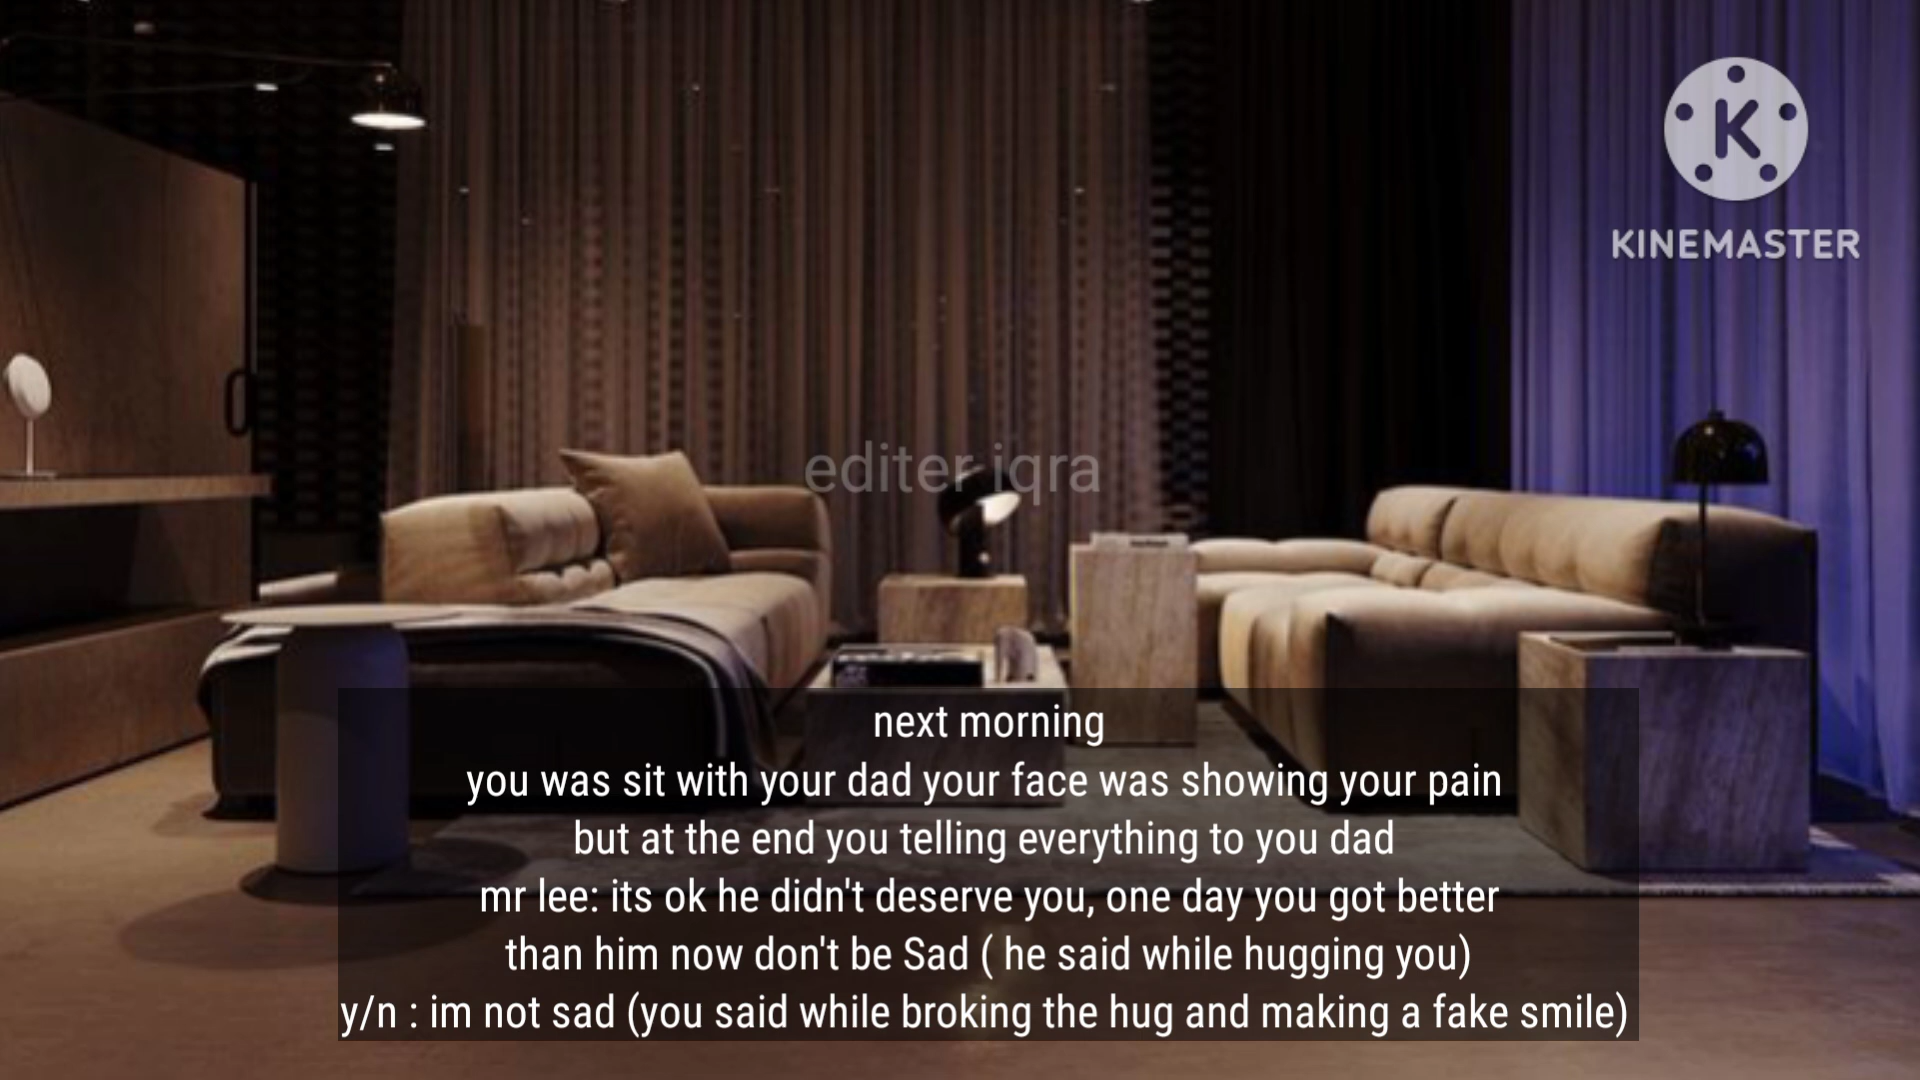 K
KINEMASTER
editer iqra
next morning
you was sit with your dad your face was showing your pain
but at the end you telling everything to you dad
mr lee: its ok he didn't deserve you, one day you got better
than him now don't be Sad ( he said while hugging you)
y/n : im not sad (you said while broking the hug and making a fake smile)